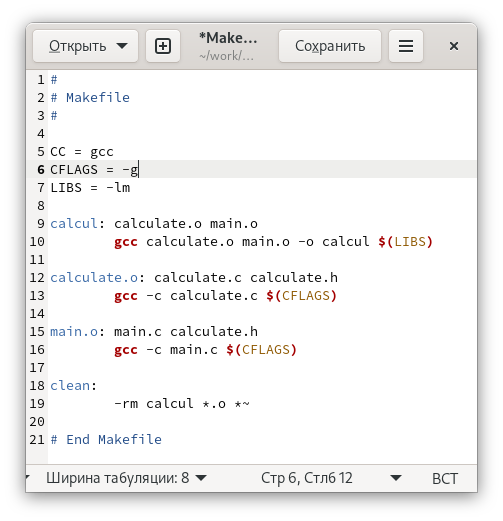 Открыть
*Make…
~/work/…
Сохранить
1 #
2 # Makefile
3 #
4
5 CC = gcc
6 CFLAGS = -g
7 LIBS = -lm
8
9 calcul: calculate.o main.o
10         gcc calculate.o main.o -o calcul $(LIBS)
11
12 calculate.o: calculate.c calculate.h
13         gcc -c calculate.c $(CFLAGS)
14
15 main.o: main.c calculate.h
16         gcc -c main.c $(CFLAGS)
17
18 clean:
19         -rm calcul *.o *~
20
21 # End Makefile
Ширина табуляции: 8 Стр 6, Стлб 12 ВСТ